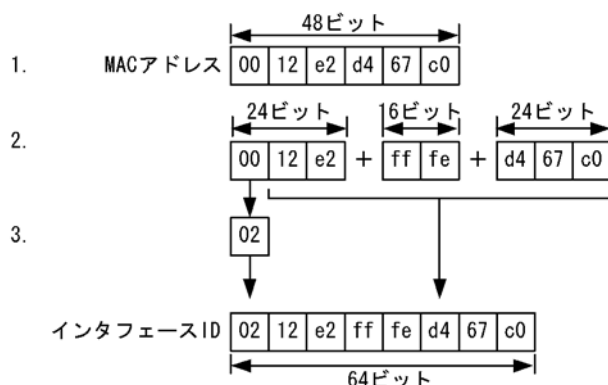 48ビット
1. MACアドレス 00 12 e2 d4 67 c0
24ビット 16ビット 24ビット
2. 00 12 e2 + ff fe + d4 67 c0
3. 02
インタフェースID 02 12 e2 ff fe d4 67 c0
64ビット